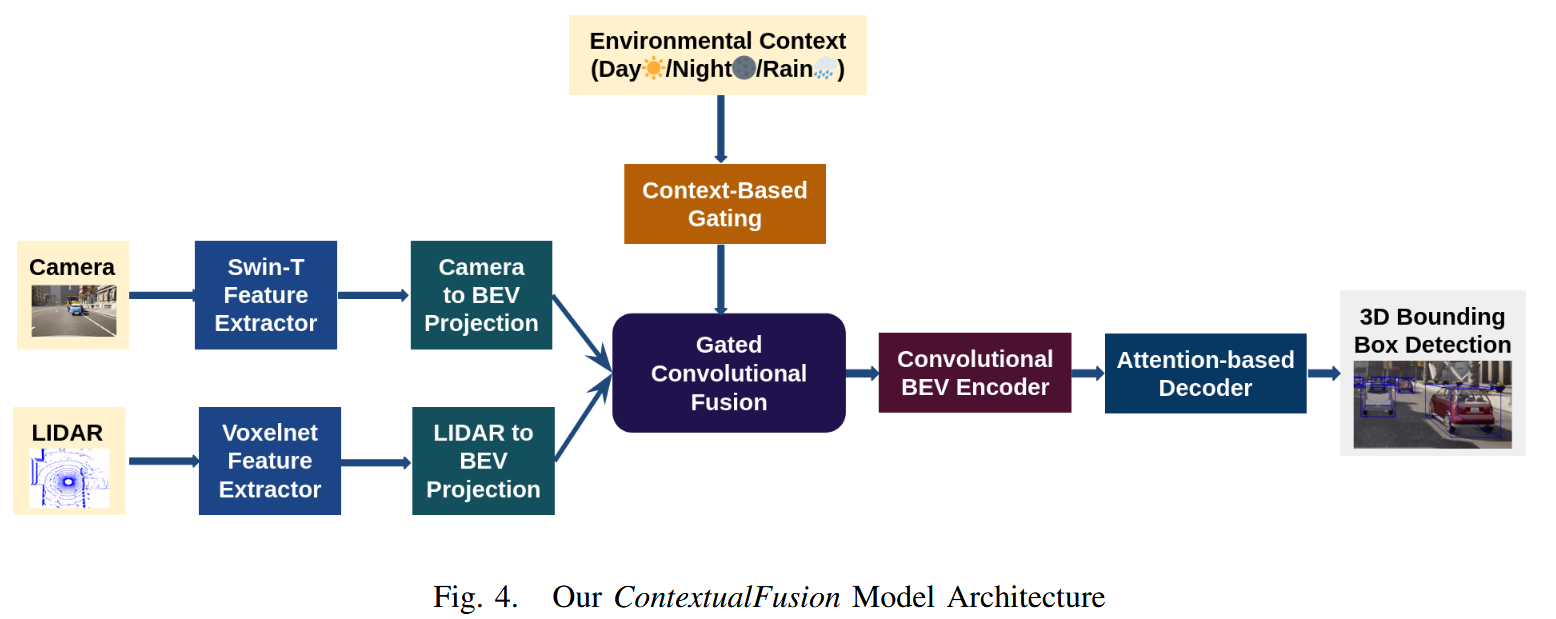 Environmental Context
(Day☀️/Night🌑/Rain🌧️)
Context-Based
Gating
Camera
Swin-T
Feature
Extractor
Camera
to BEV
Projection
LIDAR
Voxelnet
Feature
Extractor
LIDAR to
BEV
Projection
Gated
Convolutional
Fusion
Convolutional
BEV Encoder
Attention-based
Decoder
3D Bounding
Box Detection
Fig. 4. Our ContextualFusion Model Architecture